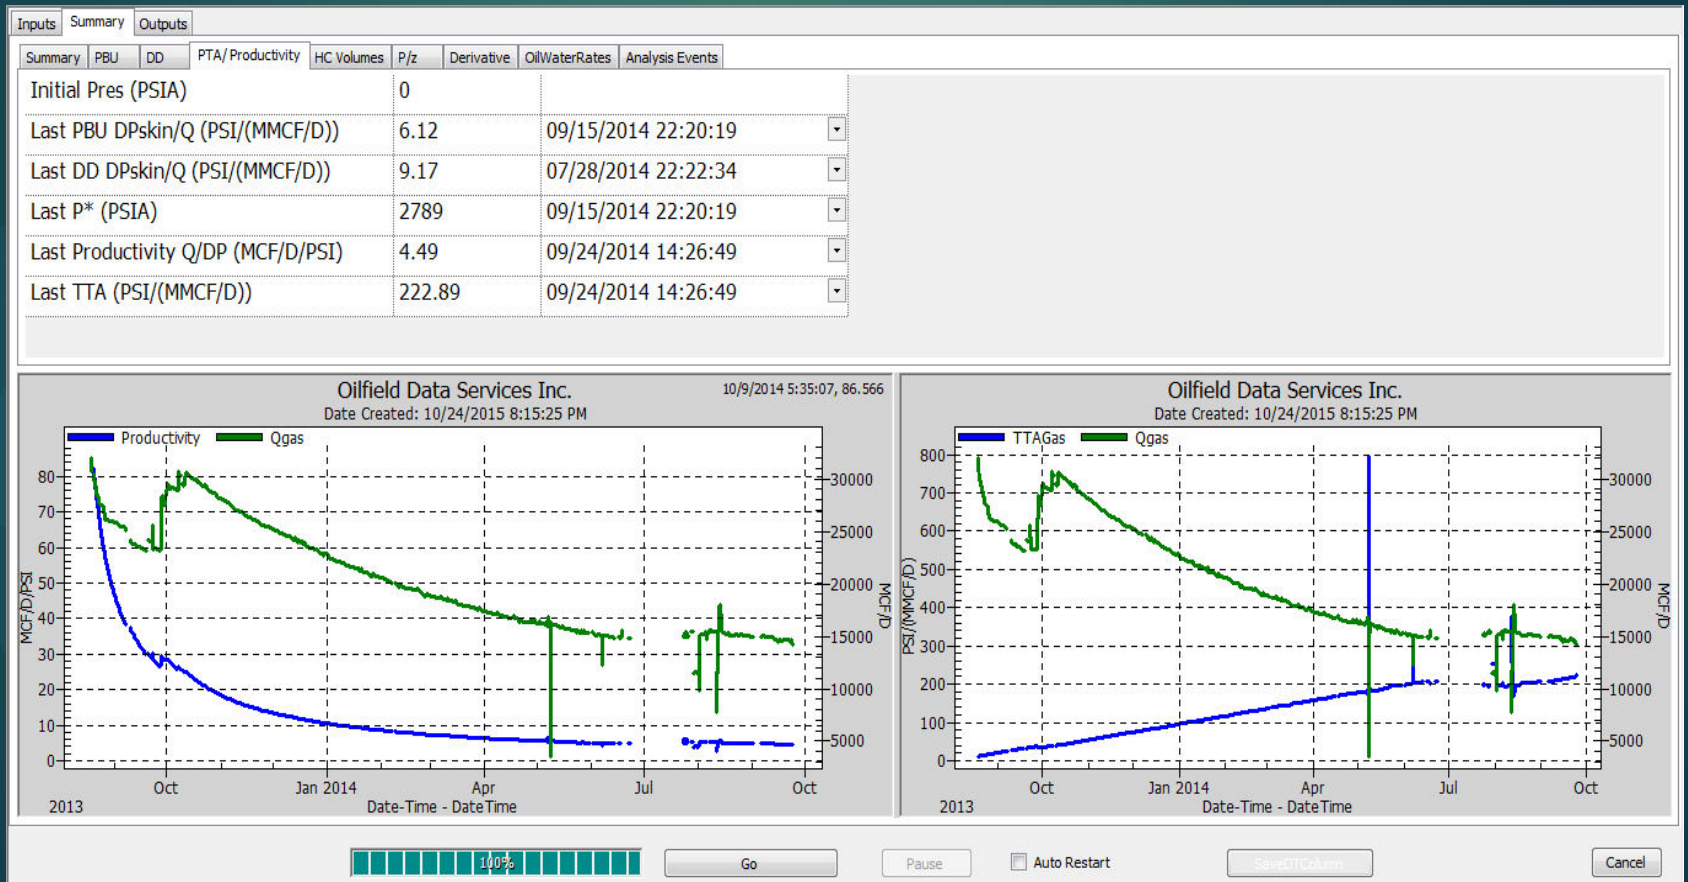 Inputs Summary Outputs
Summary PBU DD PTA/Productivity HC Volumes P/z Derivative OilWaterRates Analysis Events
Initial Pres (PSIA) 0
Last PBU DPskin/Q (PSI/(MMCF/D)) 6.12 09/15/2014 22:20:19
Last DD DPskin/Q (PSI/(MMCF/D)) 9.17 07/28/2014 22:22:34
Last P* (PSIA) 2789 09/15/2014 22:20:19
Last Productivity Q/DP (MCF/D/PSI) 4.49 09/24/2014 14:26:49
Last TTA (PSI/(MMCF/D)) 222.89 09/24/2014 14:26:49
Oilfield Data Services Inc. 10/9/2014 5:35:07, 86.566
Date Created: 10/24/2015 8:15:25 PM
Productivity Qgas
80
70
60
50
40
30
20
10
0
MCF/D/PSI
30000
25000
20000
15000
10000
5000
MCF/D
Oct Jan 2014 Apr Jul Oct
2013 Date-Time - DateTime
Oilfield Data Services Inc.
Date Created: 10/24/2015 8:15:25 PM
TTAGas Qgas
800
700
600
500
400
300
200
100
0
PSI/(MMCF/D)
30000
25000
20000
15000
10000
5000
MCF/D
Oct Jan 2014 Apr Jul Oct
2013 Date-Time - DateTime
100% Go Pause Auto Restart SaveDTColumn Cancel